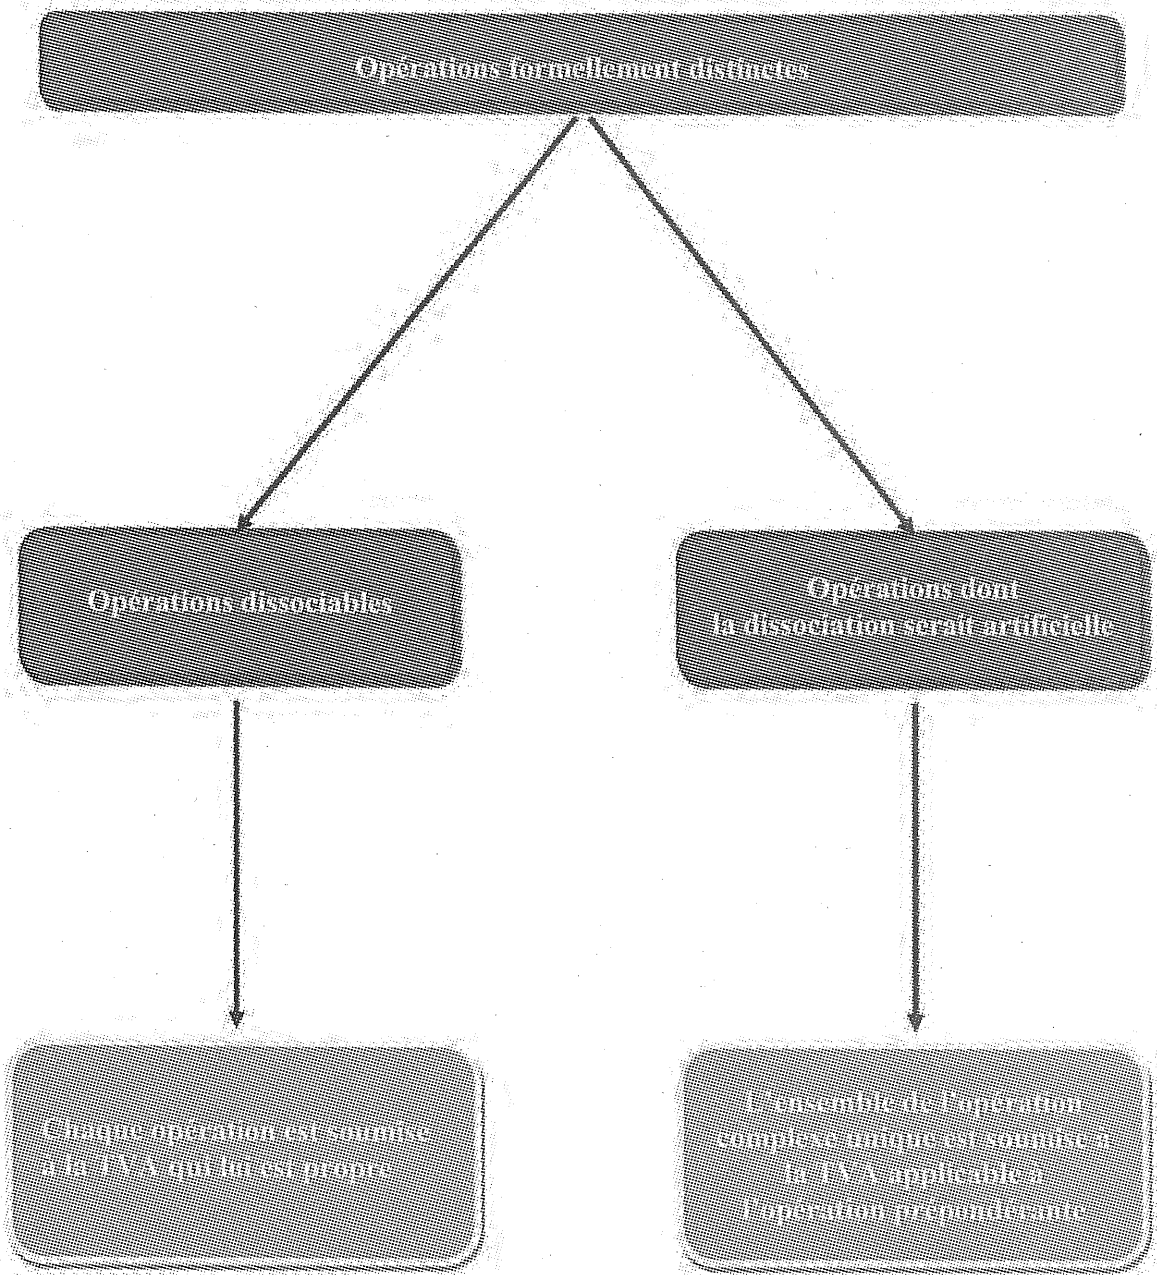 Opérations formellement distinctes
Opérations dissociables
Opérations dont
la dissociation serait artificielle
Chaque opération est soumise
à la TVA qui lui est propre
L'ensemble de l'opération
complexe unique est soumise à
la TVA applicable à
l'opération prépondérante